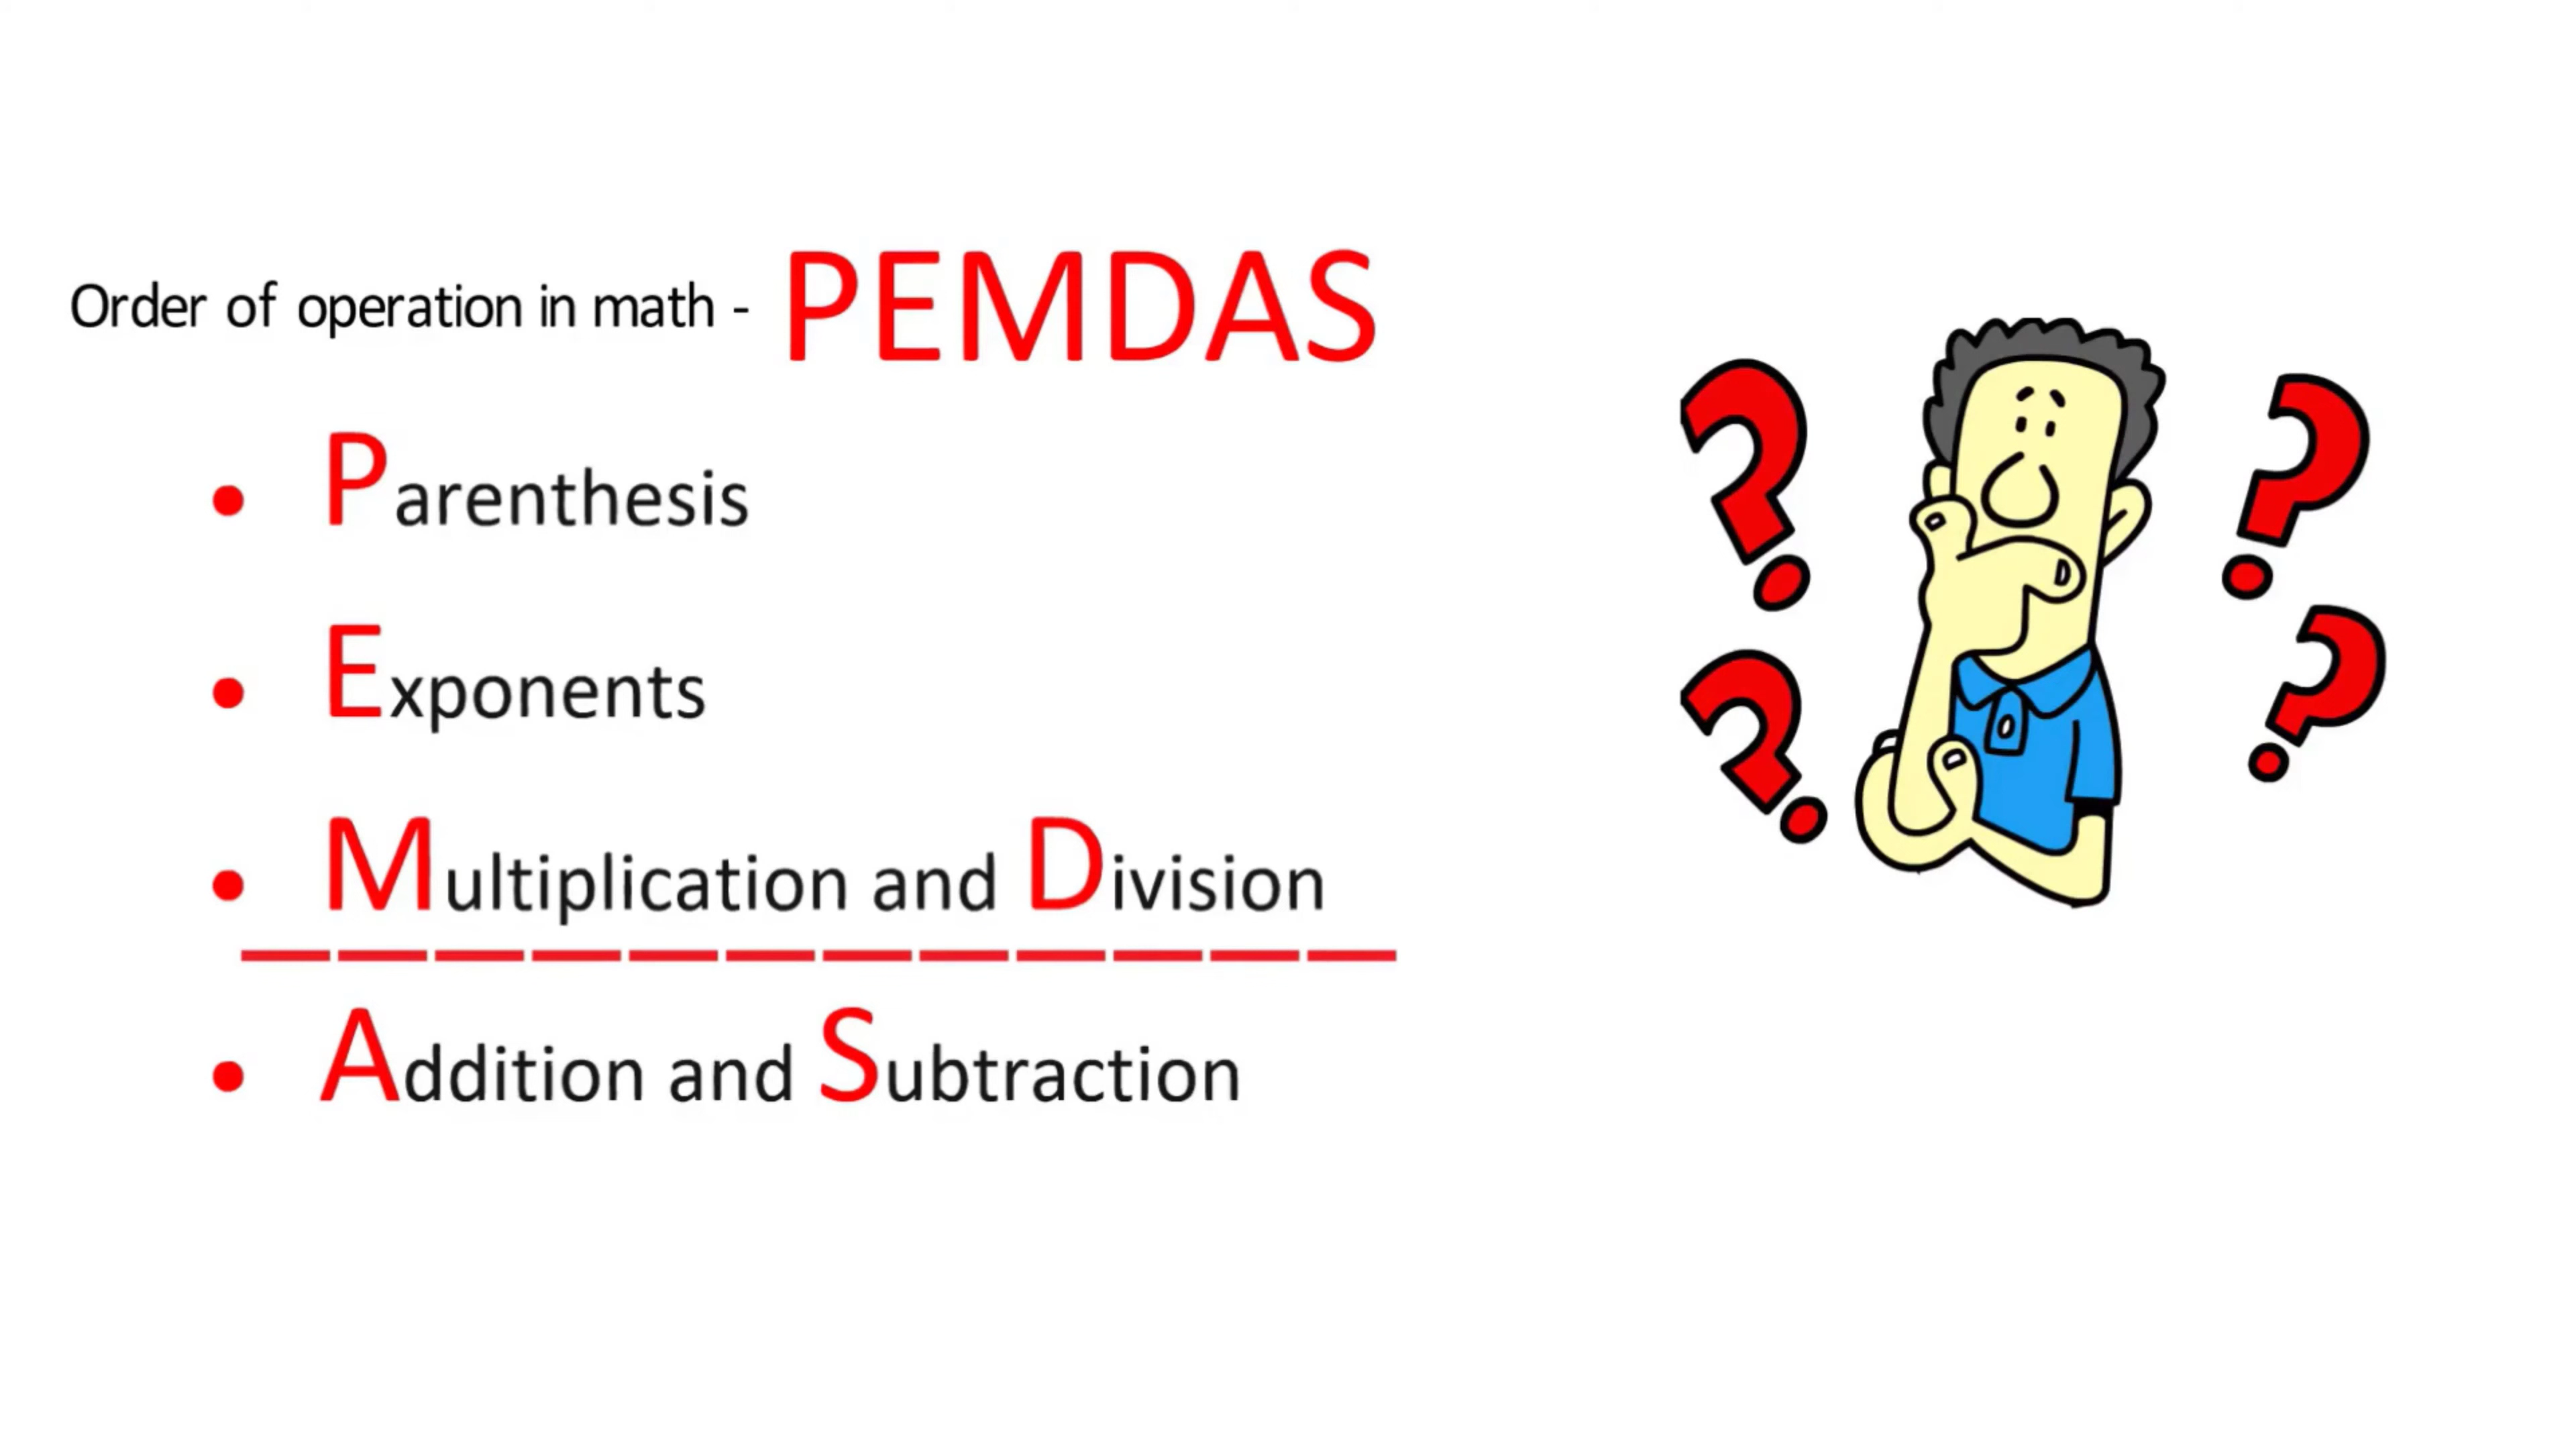 Order of operation in math - PEMDAS
• Parenthesis
• Exponents
• Multiplication and Division
• Addition and Subtraction